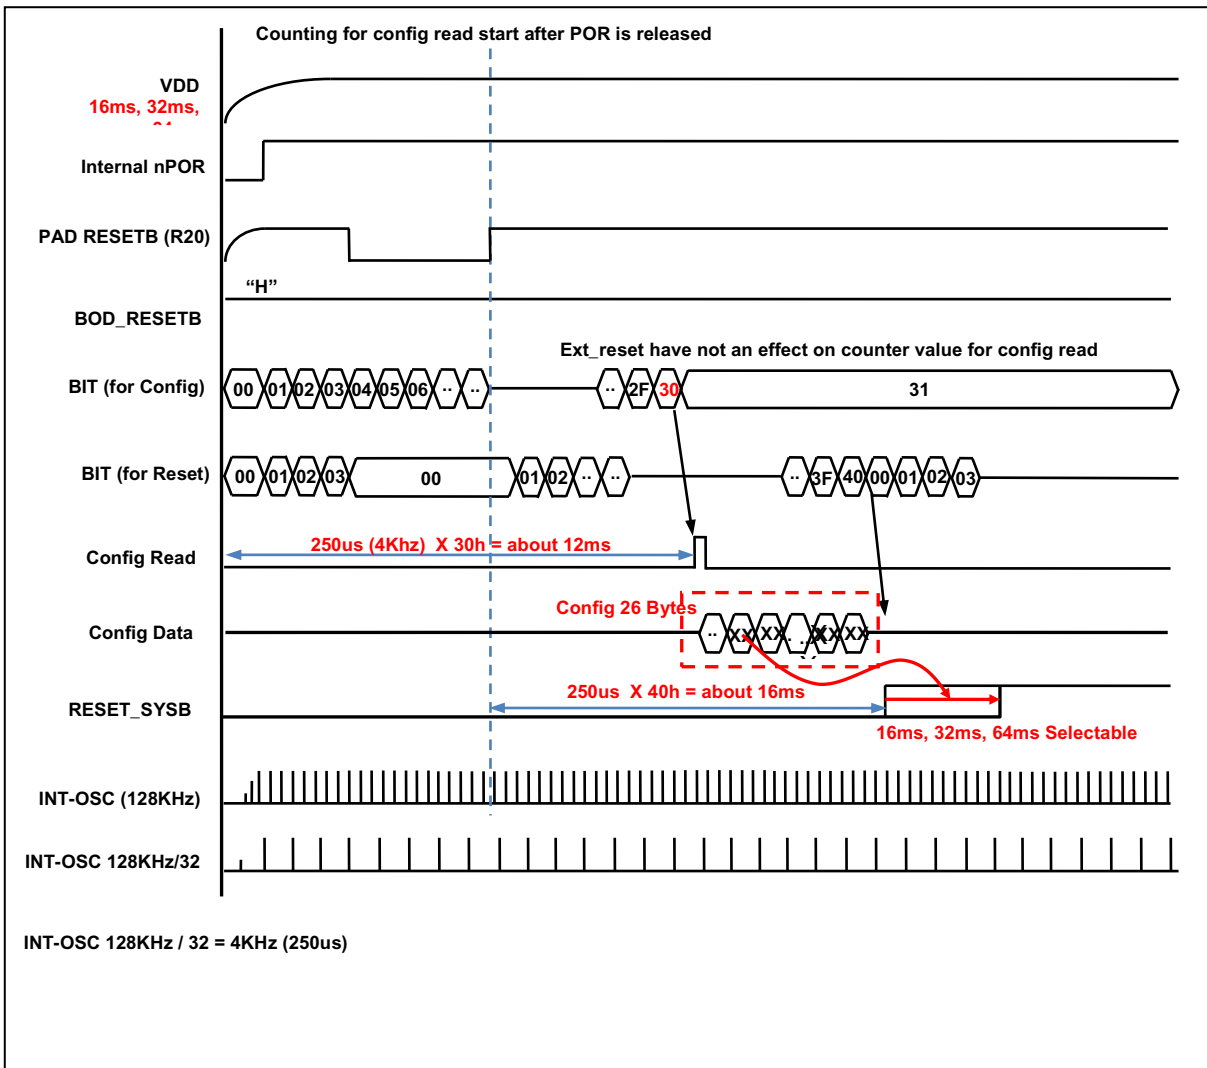 Counting for config read start after POR is released
VDD
16ms, 32ms,
Internal nPOR
PAD RESETB (R20)
“H”
BOD_RESETB
Ext_reset have not an effect on counter value for config read
BIT (for Config) 00 01 02 03 04 05 06 .. .. .. 2F 30 31
BIT (for Reset) 00 01 02 03 00 01 02 .. .. .. 3F 40 00 01 02 03
250us (4Khz) X 30h = about 12ms
Config Read
Config 26 Bytes
Config Data .. XX XX .. XX XX
250us X 40h = about 16ms
RESET_SYSB
16ms, 32ms, 64ms Selectable
INT-OSC (128KHz)
INT-OSC 128KHz/32
INT-OSC 128KHz / 32 = 4KHz (250us)